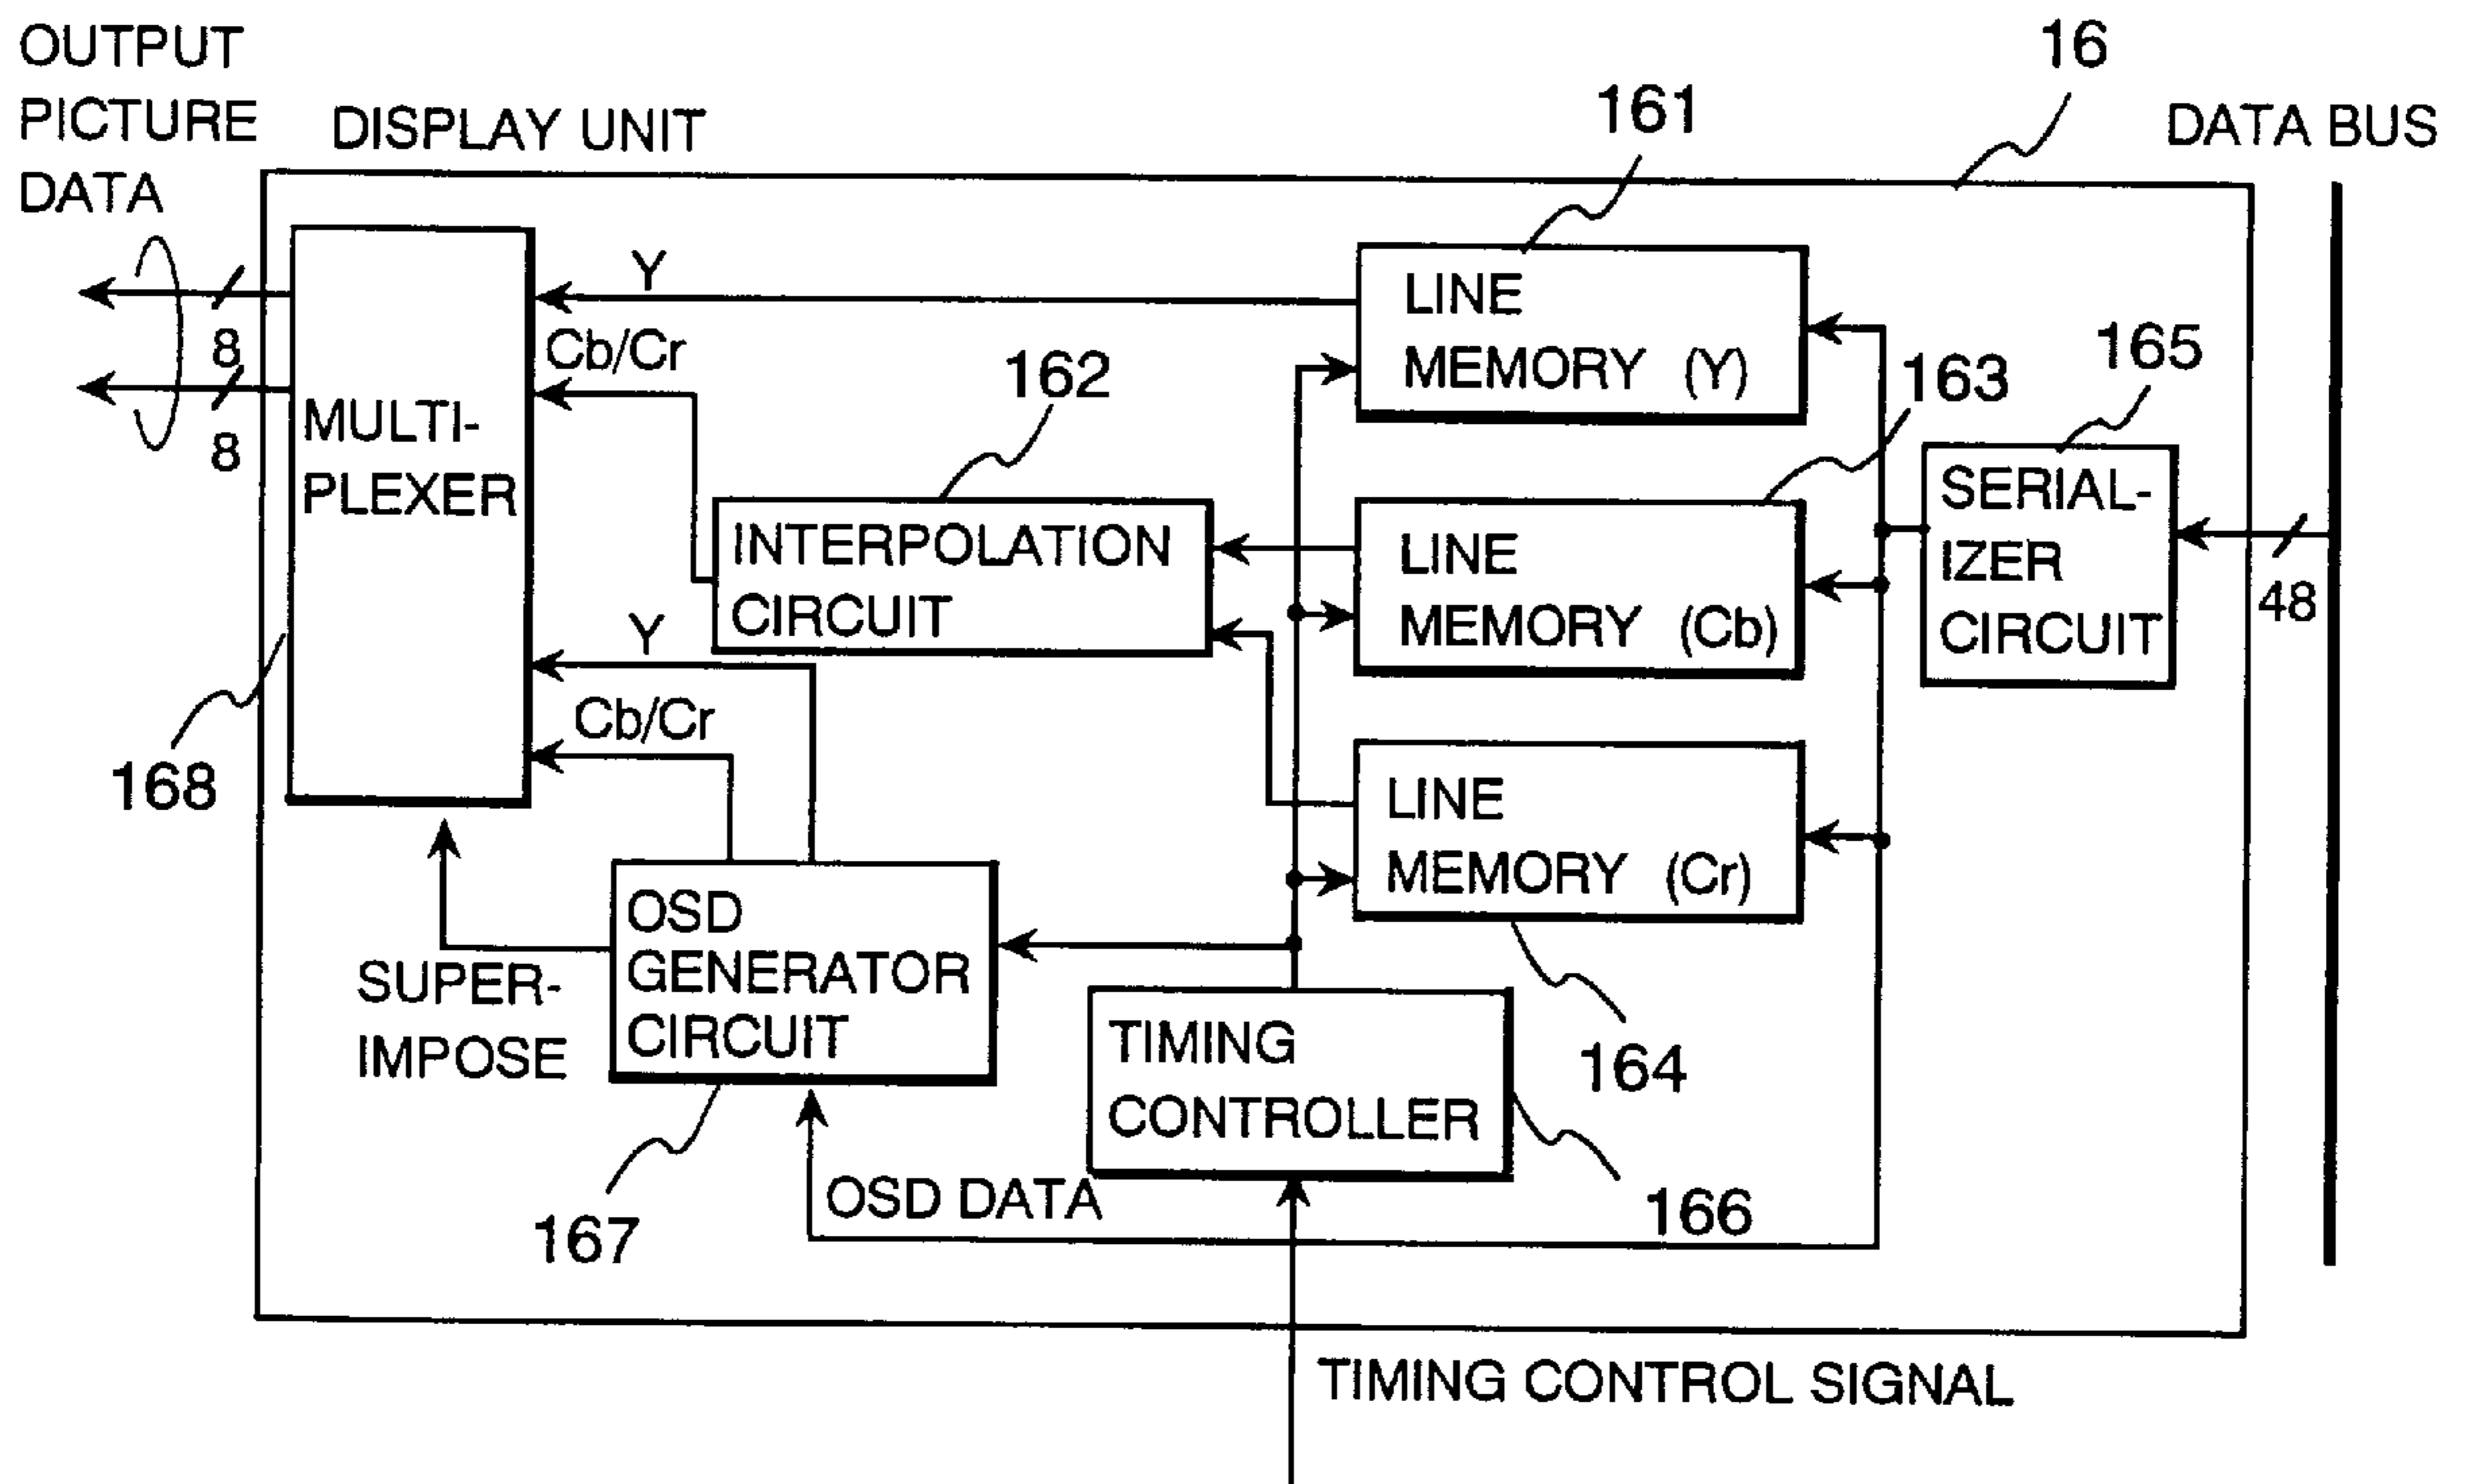 OUTPUT
PICTURE
DATA
DISPLAY UNIT
16
DATA BUS
161
Y
8
Cb/Cr
8
MULTI-
PLEXER
162
LINE
MEMORY (Y)
163
165
SERIAL-
IZER
CIRCUIT
48
INTERPOLATION
CIRCUIT
LINE
MEMORY (Cb)
Y
Cb/Cr
168
LINE
MEMORY (Cr)
OSD
GENERATOR
CIRCUIT
SUPER-
IMPOSE
TIMING
CONTROLLER
164
166
167
OSD DATA
TIMING CONTROL SIGNAL